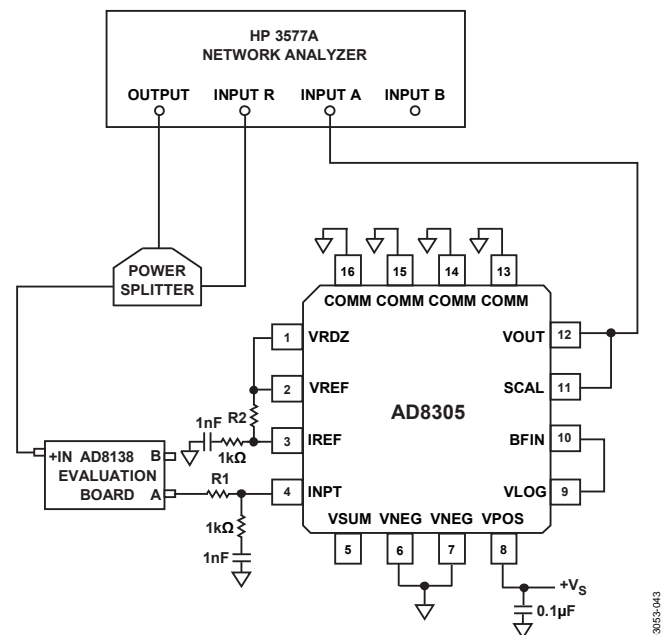 HP 3577A
NETWORK ANALYZER
OUTPUT INPUT R INPUT A INPUT B
POWER
SPLITTER
16 15 14 13
COMM COMM COMM COMM
1 VRDZ
2 VREF
3 IREF
4 INPT
VOUT 12
SCAL 11
BFIN 10
VLOG 9
AD8305
VSUM VNEG VNEG VPOS
5 6 7 8
1nF
R2
1kΩ
+IN AD8138 B
EVALUATION
BOARD A
R1
1kΩ
1nF
+VS
0.1µF
3053-043